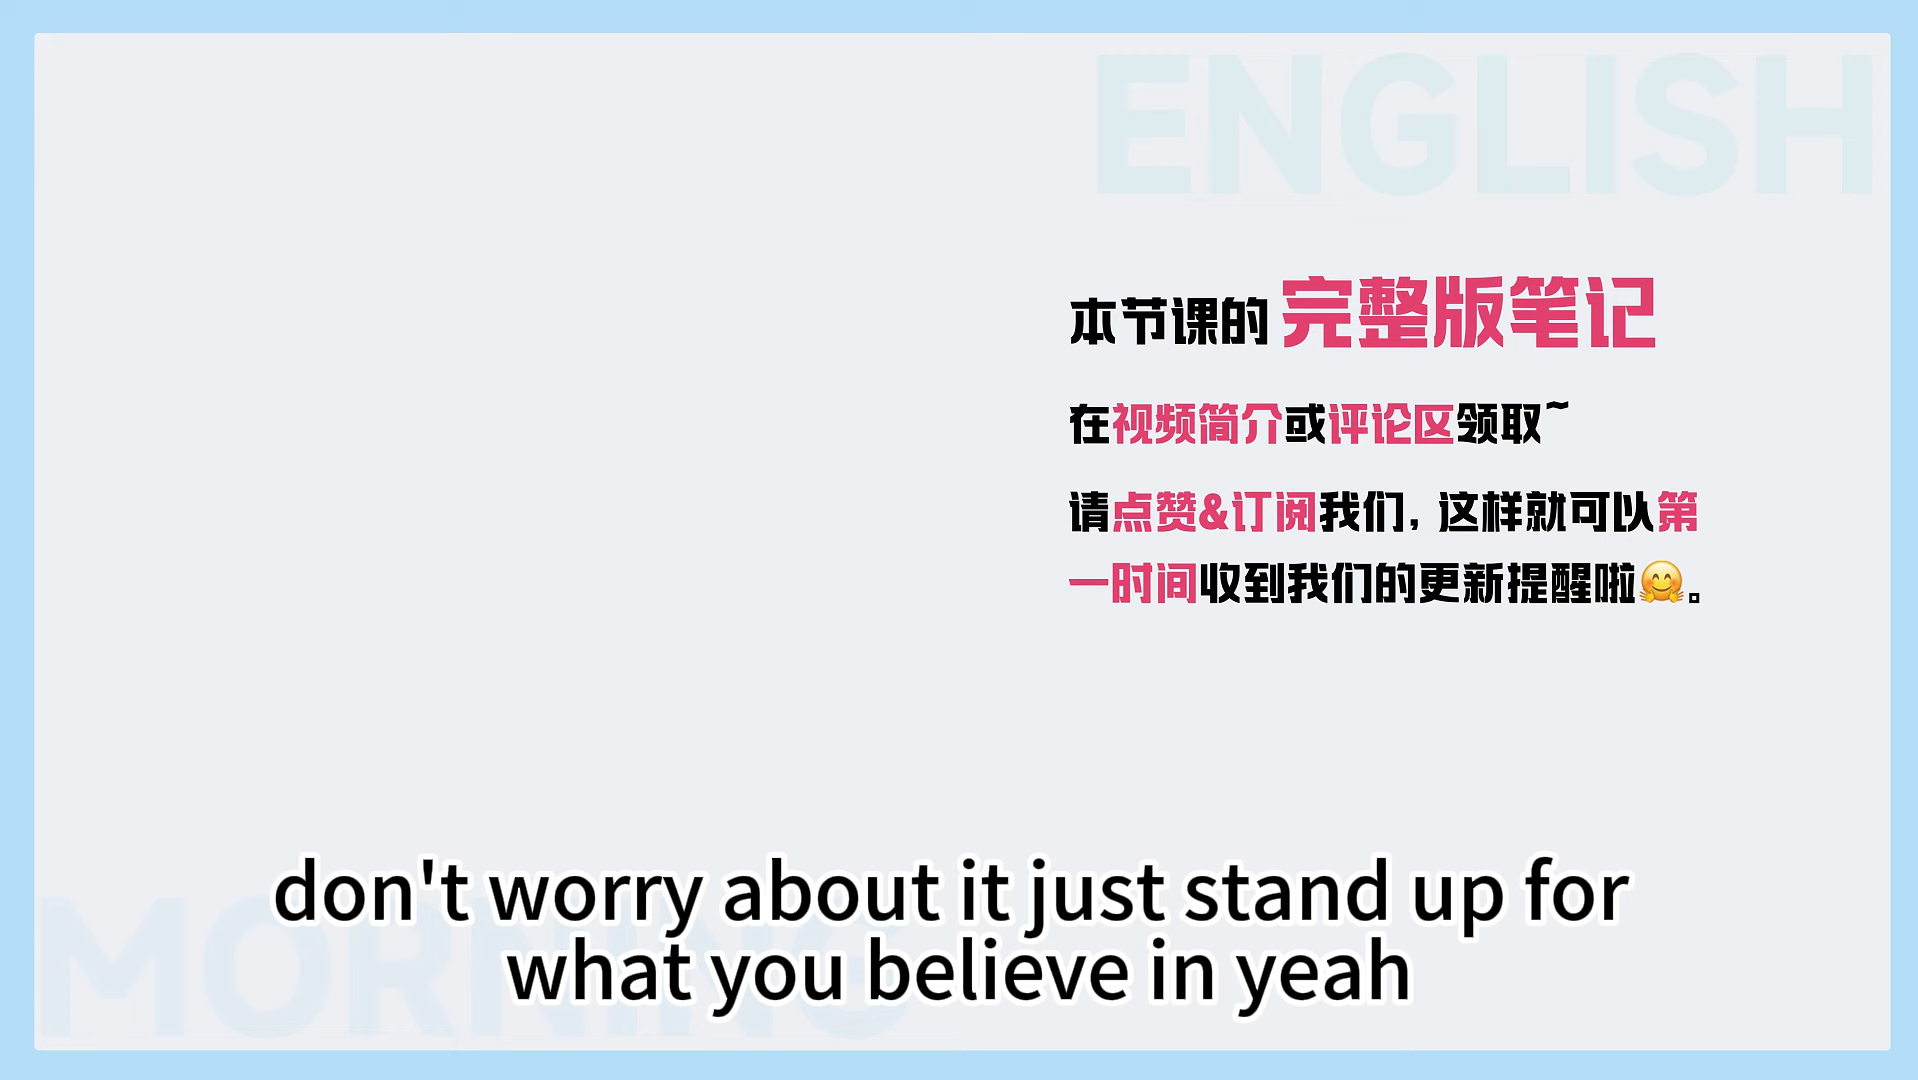 ENGLISH
本节课的 完整版笔记
在视频简介或评论区领取~
请点赞&订阅我们，这样就可以第
一时间收到我们的更新提醒啦🤗。
MORNING
don't worry about it just stand up for
what you believe in yeah